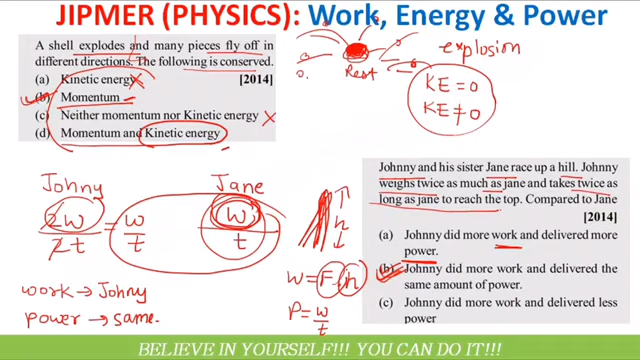 JIPMER (PHYSICS): Work, Energy & Power
A shell explodes and many pieces fly off in
different directions. The following is conserved.
(a) Kinetic energy [2014]
(b) Momentum
(c) Neither momentum nor Kinetic energy
(d) Momentum and Kinetic energy
explosion
Rest
KE = 0
KE ≠ 0
Johny
2w
2t
= w
t
Jane
w
t
h
W = F h
P = w
t
work → Johny
power → same
Johnny and his sister Jane race up a hill. Johnny
weighs twice as much as jane and takes twice as
long as jane to reach the top. Compared to Jane
[2014]
(a) Johnny did more work and delivered more
power.
(b) Johnny did more work and delivered the
same amount of power.
(c) Johnny did more work and delivered less
power
BELIEVE IN YOURSELF!!! YOU CAN DO IT!!